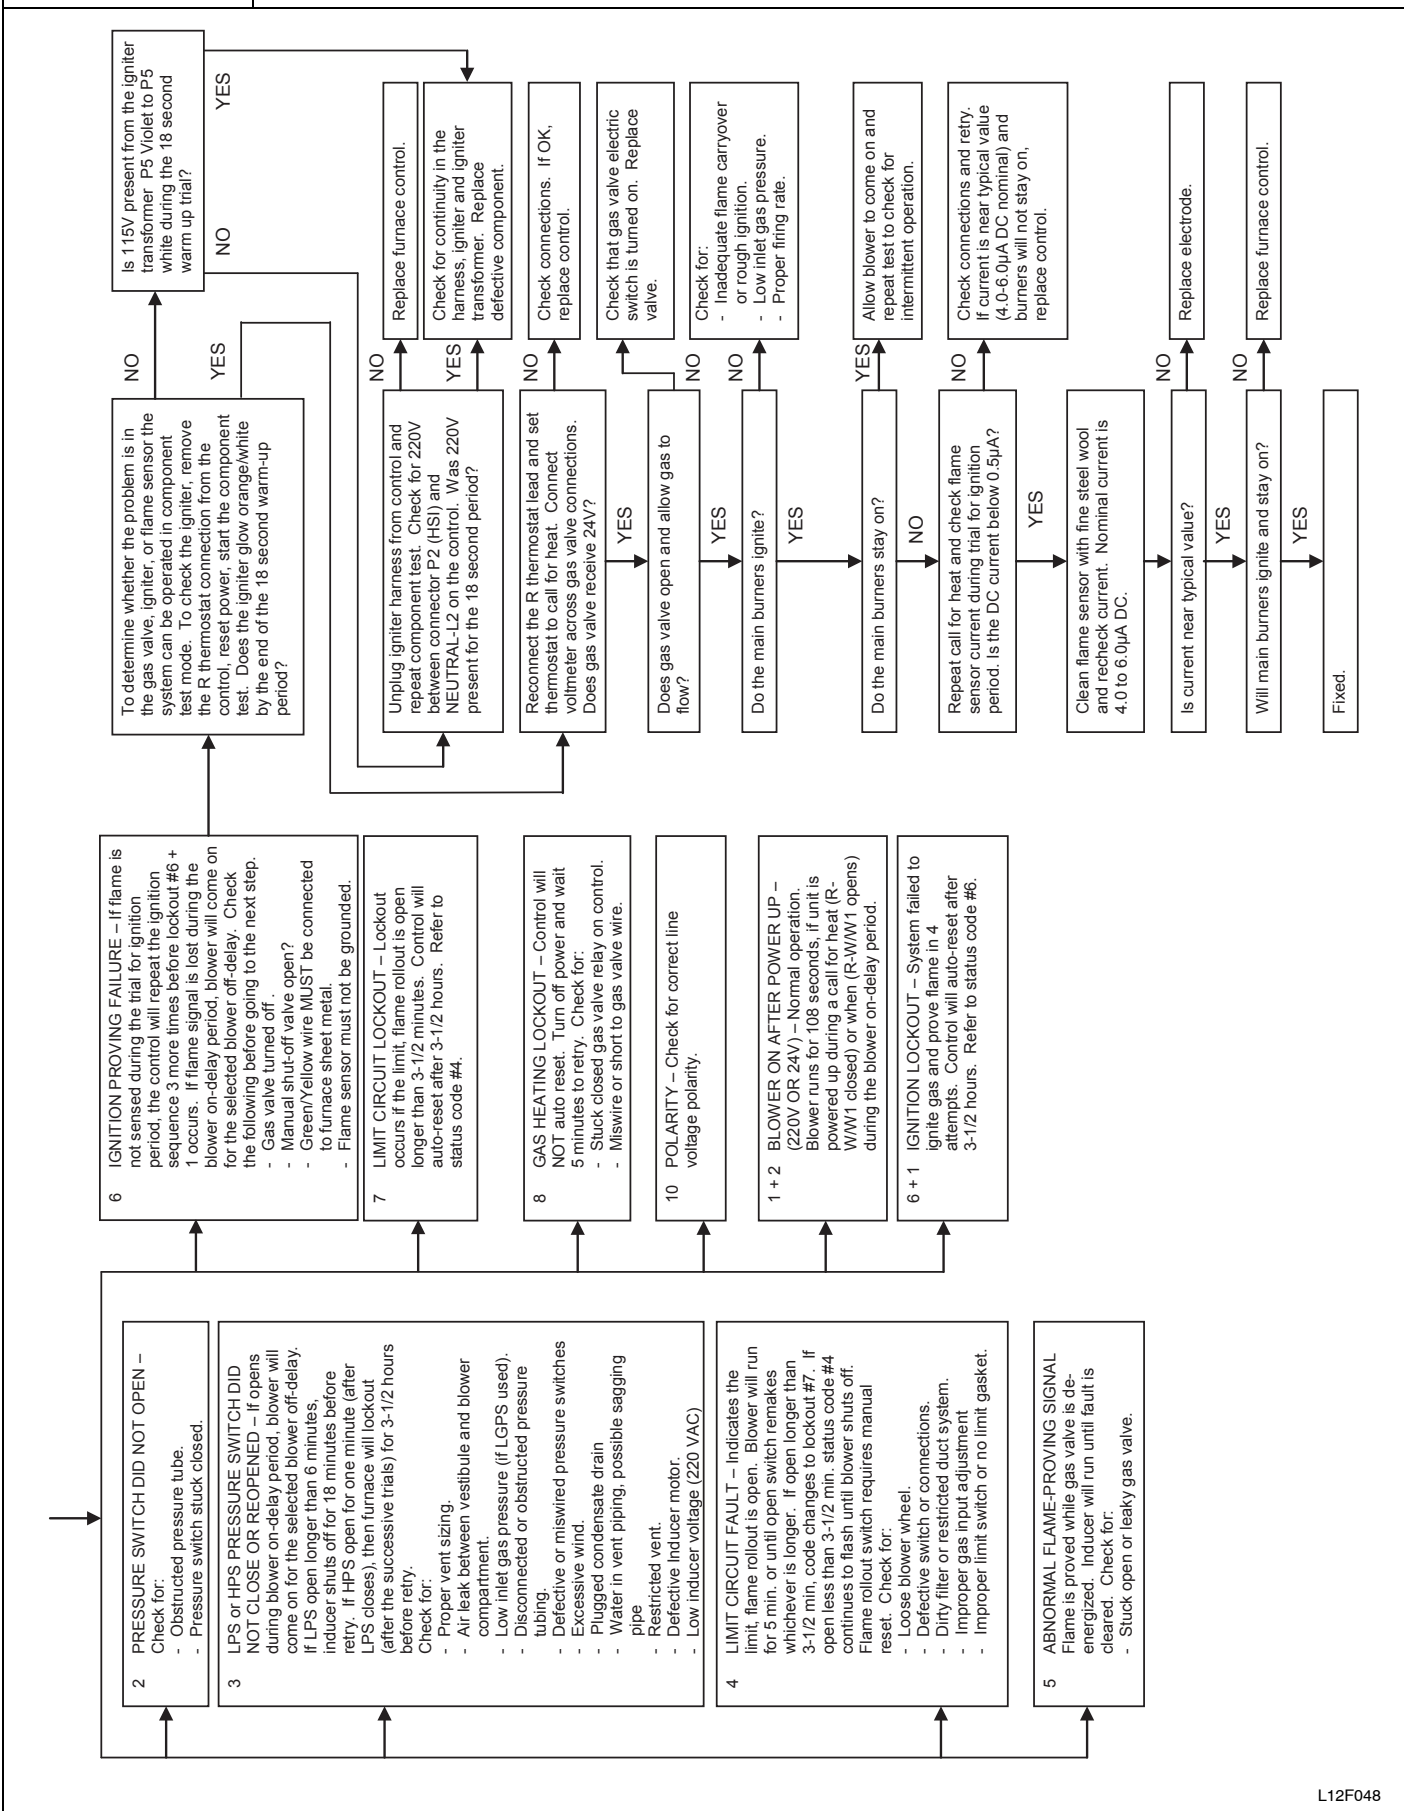 2 PRESSURE SWITCH DID NOT OPEN –
Check for:
- Obstructed pressure tube.
- Pressure switch stuck closed.
3 LPS or HPS PRESSURE SWITCH DID
NOT CLOSE OR REOPENED – If opens
during blower on-delay period, blower will
come on for the selected blower off-delay.
If LPS open longer than 6 minutes,
inducer shuts off for 18 minutes before
retry. If HPS open for one minute (after
LPS closes), then furnace will lockout
(after the successive trials) for 3-1/2 hours
before retry.
Check for:
- Proper vent sizing.
- Air leak between vestibule and blower
compartment.
- Low inlet gas pressure (if LGPS used).
- Disconnected or obstructed pressure
tubing.
- Defective or miswired pressure switches
- Excessive wind.
- Plugged condensate drain
- Water in vent piping, possible sagging
pipe
- Restricted vent.
- Defective Inducer motor.
- Low inducer voltage (220 VAC)
4 LIMIT CIRCUIT FAULT – Indicates the
limit, flame rollout is open. Blower will run
for 5 min. or until open switch remakes
whichever is longer. If open longer than
3-1/2 min, code changes to lockout #7. If
open less than 3-1/2 min. status code #4
continues to flash until blower shuts off.
Flame rollout switch requires manual
reset. Check for:
- Loose blower wheel.
- Defective switch or connections.
- Dirty filter or restricted duct system.
- Improper gas input adjustment
- Improper limit switch or no limit gasket.
5 ABNORMAL FLAME-PROVING SIGNAL
Flame is proved while gas valve is de-
energized. Inducer will run until fault is
cleared. Check for:
- Stuck open or leaky gas valve.
6 IGNITION PROVING FAILURE – If flame is
not sensed during the trial for ignition
period, the control will repeat the ignition
sequence 3 more times before lockout #6 +
1 occurs. If flame signal is lost during the
blower on-delay period, blower will come on
for the selected blower off-delay. Check
the following before going to the next step.
- Gas valve turned off .
- Manual shut-off valve open?
- Green/Yellow wire MUST be connected
to furnace sheet metal.
- Flame sensor must not be grounded.
7 LIMIT CIRCUIT LOCKOUT – Lockout
occurs if the limit, flame rollout is open
longer than 3-1/2 minutes. Control will
auto-reset after 3-1/2 hours. Refer to
status code #4.
8 GAS HEATING LOCKOUT – Control will
NOT auto reset. Turn off power and wait
5 minutes to retry. Check for:
- Stuck closed gas valve relay on control.
- Miswire or short to gas valve wire.
10 POLARITY – Check for correct line
voltage polarity.
1 + 2 BLOWER ON AFTER POWER UP –
(220V OR 24V) – Normal operation.
Blower runs for 108 seconds, if unit is
powered up during a call for heat (R-
W/W1 closed) or when (R-W/W1 opens)
during the blower on-delay period.
6 + 1 IGNITION LOCKOUT – System failed to
ignite gas and prove flame in 4
attempts. Control will auto-reset after
3-1/2 hours. Refer to status code #6.
To determine whether the problem is in
the gas valve, igniter, or flame sensor the
system can be operated in component
test mode. To check the igniter, remove
the R thermostat connection from the
control, reset power, start the component
test. Does the igniter glow orange/white
by the end of the 18 second warm-up
period?
NO
YES
Is 115V present from the igniter
transformer P5 Violet to P5
white during the 18 second
warm up trial?
NO
YES
Unplug igniter harness from control and
repeat component test. Check for 220V
between connector P2 (HSI) and
NEUTRAL-L2 on the control. Was 220V
present for the 18 second period?
NO
Replace furnace control.
YES
Check for continuity in the
harness, igniter and igniter
transformer. Replace
defective component.
Reconnect the R thermostat lead and set
thermostat to call for heat. Connect
voltmeter across gas valve connections.
Does gas valve receive 24V?
NO
Check connections. If OK,
replace control.
YES
Does gas valve open and allow gas to
flow?
NO
Check that gas valve electric
switch is turned on. Replace
valve.
YES
Do the main burners ignite?
NO
Check for:
- Inadequate flame carryover
or rough ignition.
- Low inlet gas pressure.
- Proper firing rate.
YES
Do the main burners stay on?
YES
Allow blower to come on and
repeat test to check for
intermittent operation.
NO
Repeat call for heat and check flame
sensor current during trial for ignition
period. Is the DC current below 0.5µA?
NO
Check connections and retry.
If current is near typical value
(4.0-6.0µA DC nominal) and
burners will not stay on,
replace control.
YES
Clean flame sensor with fine steel wool
and recheck current. Nominal current is
4.0 to 6.0µA DC.
Is current near typical value?
NO
Replace electrode.
YES
Will main burners ignite and stay on?
NO
Replace furnace control.
YES
Fixed.
L12F048